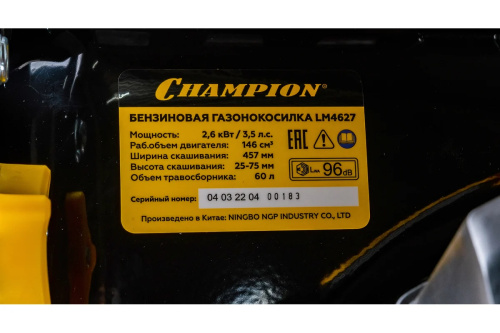 CHAMPION®
БЕНЗИНОВАЯ ГАЗОНОКОСИЛКА LM4627
Мощность: 2,6 кВт / 3,5 л.с.
Раб.объем двигателя: 146 см³
Ширина скашивания: 457 мм
Высота скашивания: 25-75 мм
Объем травосборника: 60 л
EAC
LWA 96dB
Серийный номер: 04 03 22 04 00183
Произведено в Китае: NINGBO NGP INDUSTRY CO., LTD